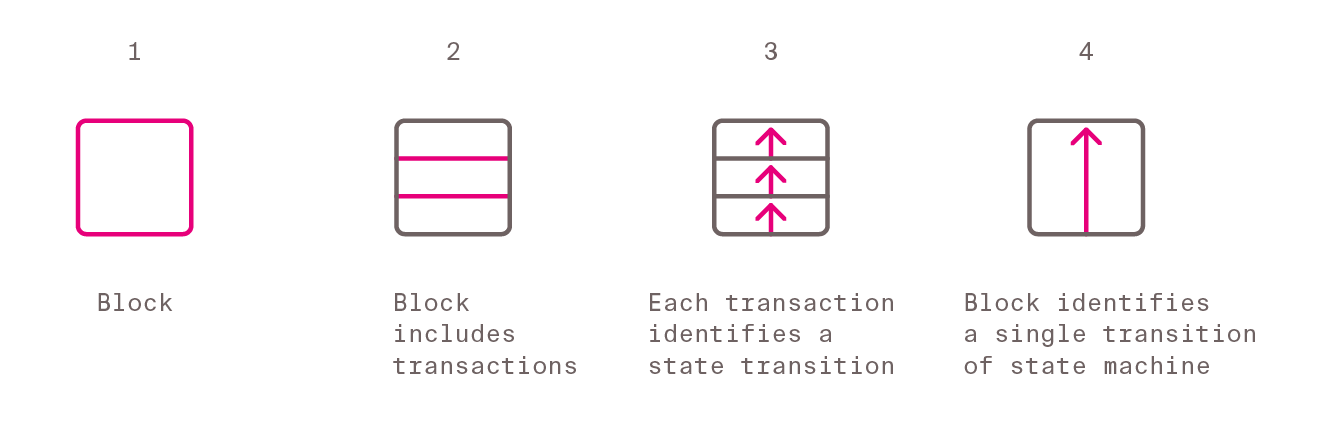 1
2
3
4
Block
Block
includes
transactions
Each transaction
identifies a
state transition
Block identifies
a single transition
of state machine